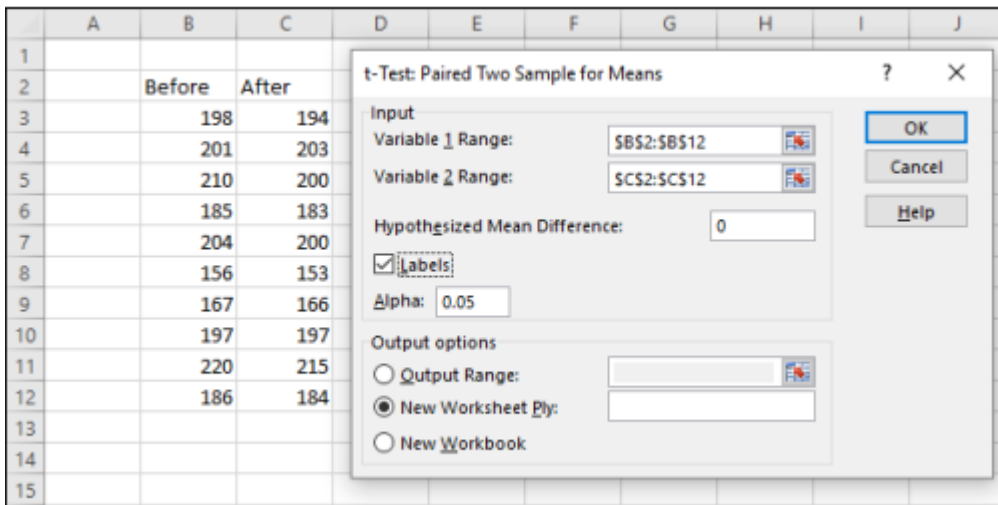 A B C D E F G H I J
1
2 Before After
3 198 194
4 201 203
5 210 200
6 185 183
7 204 200
8 156 153
9 167 166
10 197 197
11 220 215
12 186 184
13
14
15
t-Test: Paired Two Sample for Means ? ×
Input
Variable 1 Range: $B$2:$B$12
Variable 2 Range: $C$2:$C$12
Hypothesized Mean Difference: 0
Labels
Alpha: 0.05
Output options
Output Range:
New Worksheet Ply:
New Workbook
OK
Cancel
Help